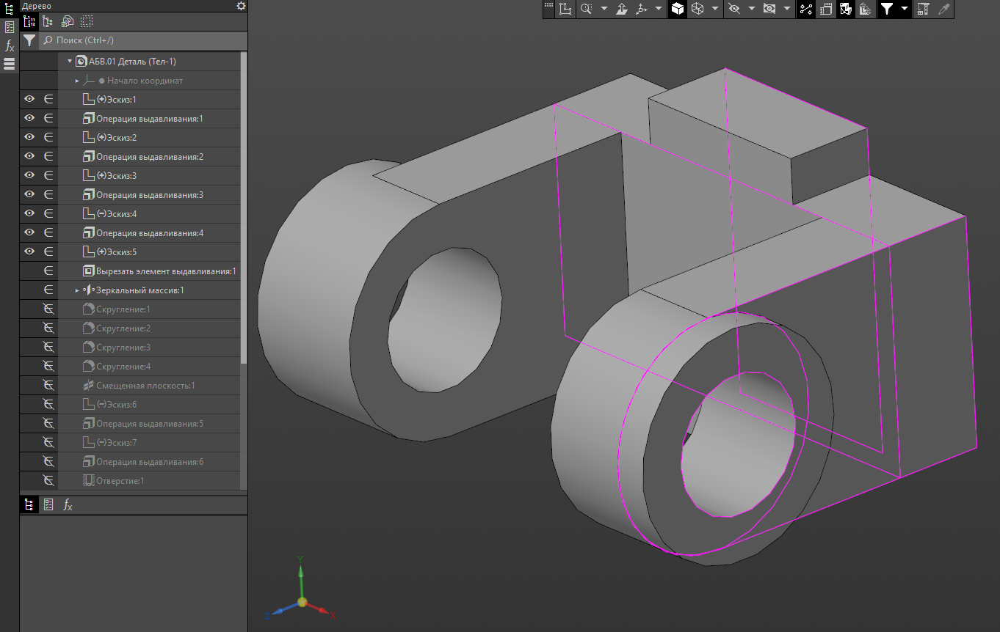 Дерево
Поиск (Ctrl+/)
АБВ.01 Деталь (Тел-1)
Начало координат
(+)Эскиз:1
Операция выдавливания:1
(+)Эскиз:2
Операция выдавливания:2
(+)Эскиз:3
Операция выдавливания:3
(−)Эскиз:4
Операция выдавливания:4
(+)Эскиз:5
Вырезать элемент выдавливания:1
Зеркальный массив:1
Скругление:1
Скругление:2
Скругление:3
Скругление:4
Смещенная плоскость:1
(−)Эскиз:6
Операция выдавливания:5
(−)Эскиз:7
Операция выдавливания:6
Отверстие:1
Y
Z
X